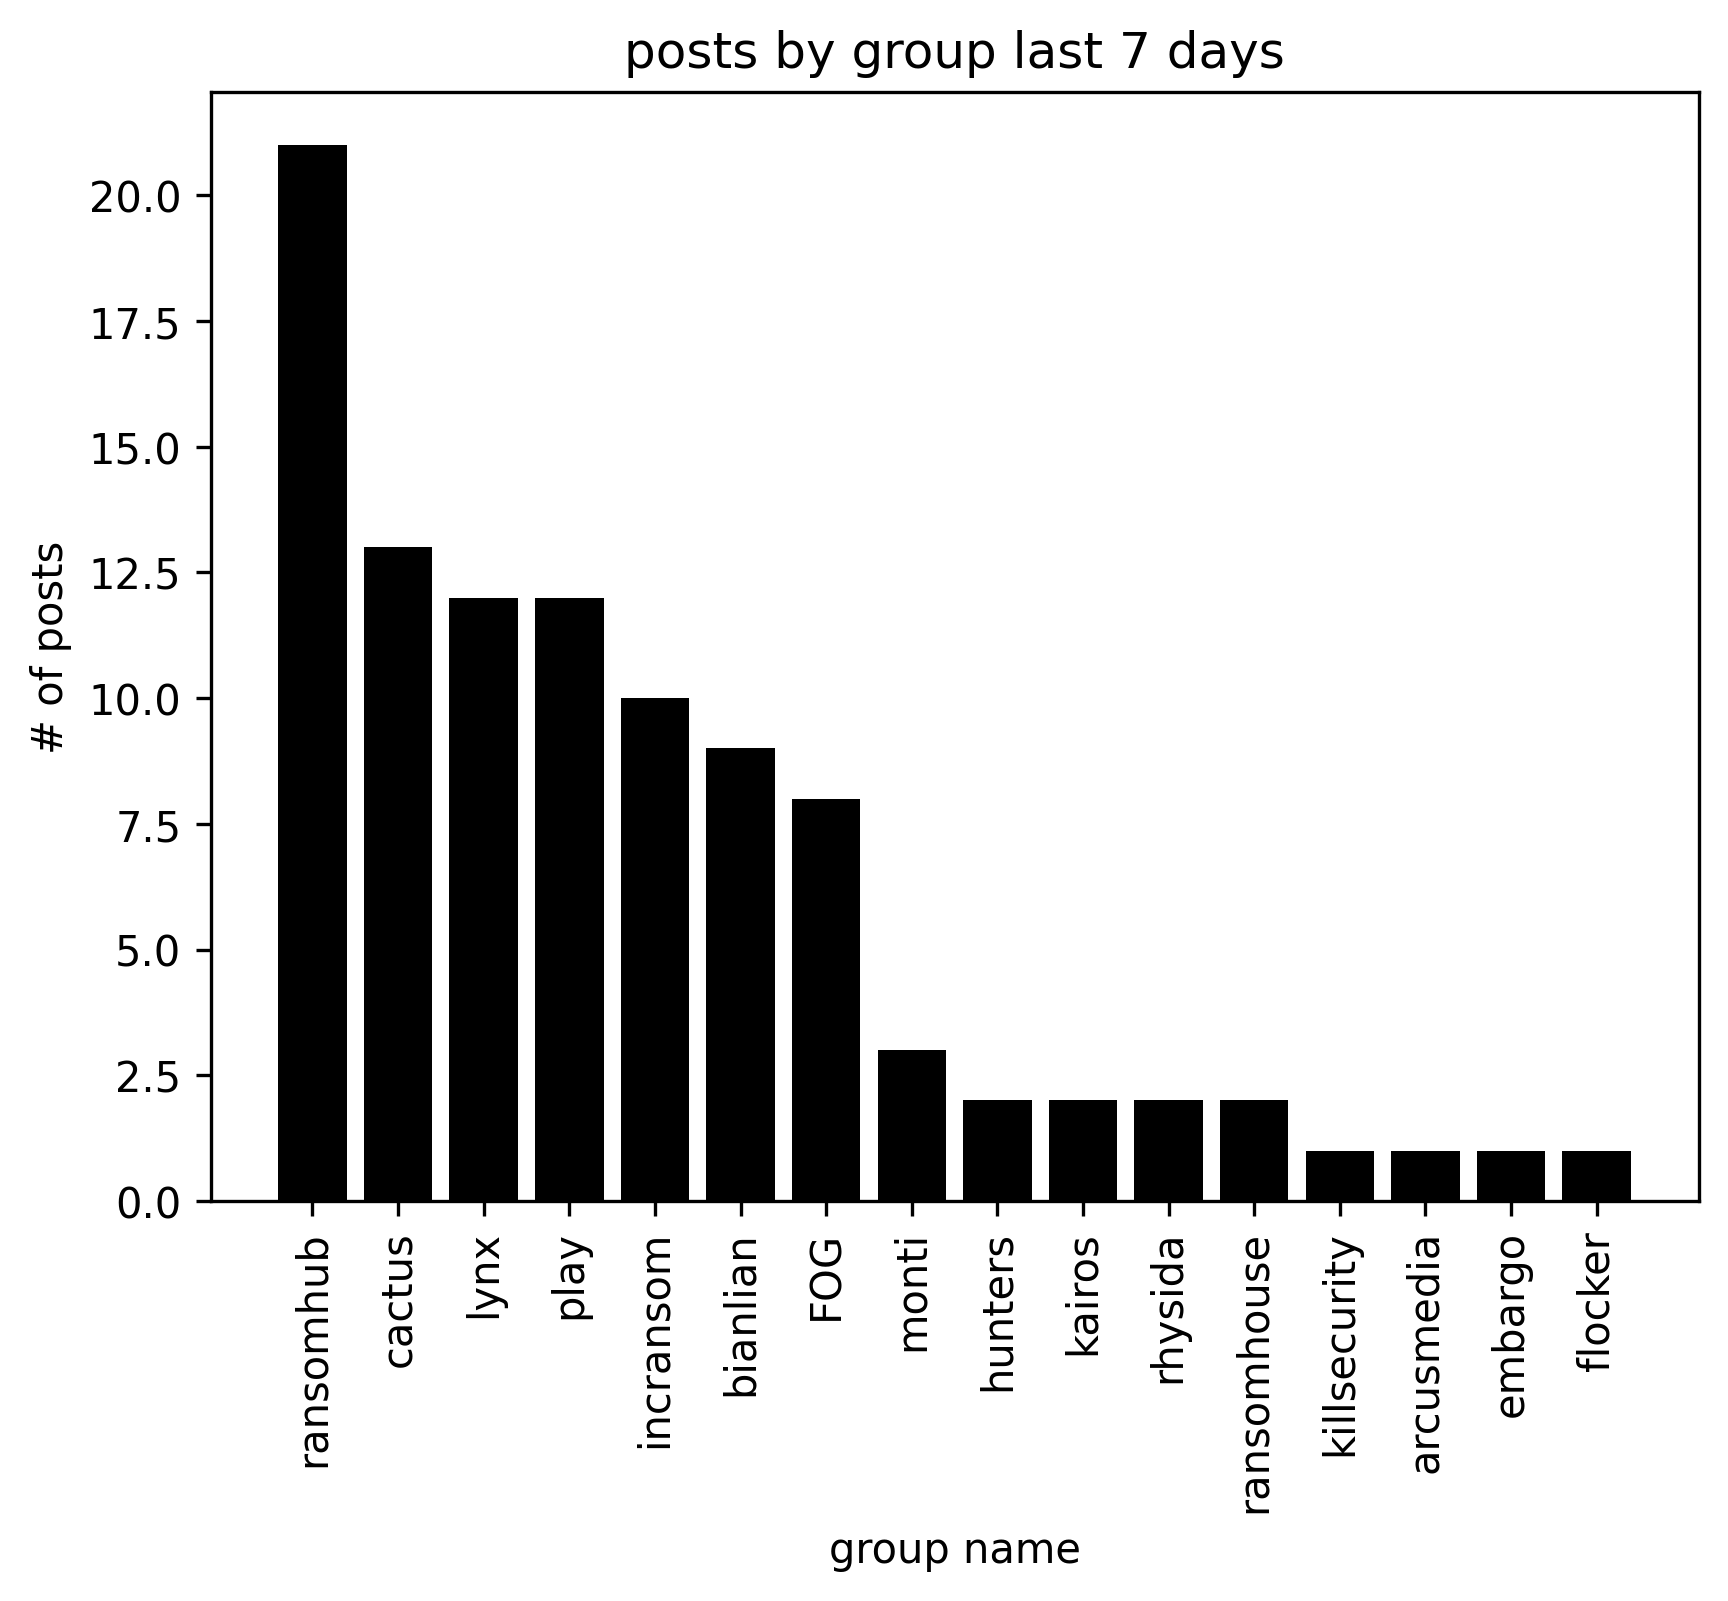 posts by group last 7 days
# of posts
20.0
17.5
15.0
12.5
10.0
7.5
5.0
2.5
0.0
ransomhub
cactus
lynx
play
incransom
bianlian
FOG
monti
hunters
kairos
rhysida
ransomhouse
killsecurity
arcusmedia
embargo
flocker
group name